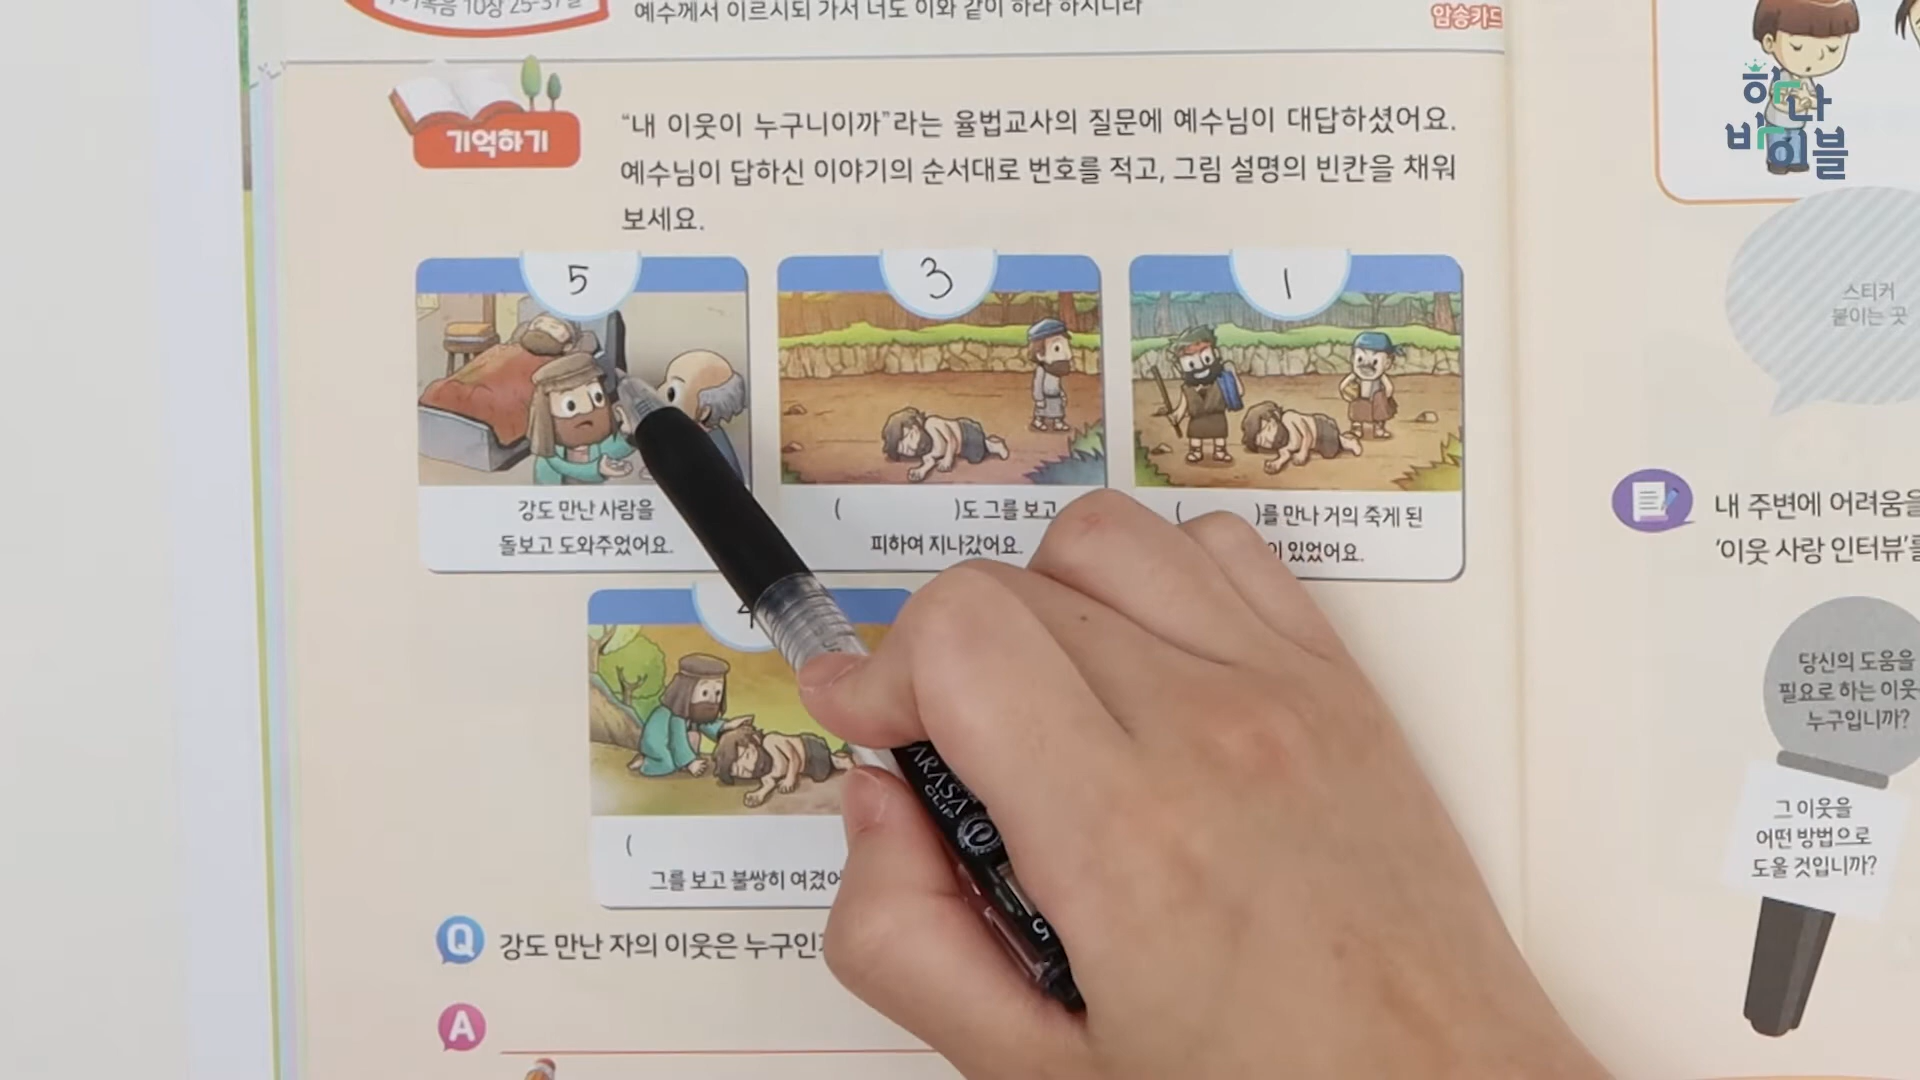 10장 25-37절
예수께서 이르시되 가서 너도 이와 같이 하라 하시니라
암송카드
하나
바이블
기억하기
“내 이웃이 누구니이까”라는 율법교사의 질문에 예수님이 대답하셨어요.
예수님이 답하신 이야기의 순서대로 번호를 적고, 그림 설명의 빈칸을 채워
보세요.
5
3
1
강도 만난 사람을
돌보고 도와주었어요.
( )도 그를 보고
피하여 지나갔어요.
( )를 만나 거의 죽게 된
있었어요.
4
(
그를 보고 불쌍히
Q 강도 만난 자의 이웃은
A
스티커
붙이는 곳
내 주변에 어려움을
‘이웃 사랑 인터뷰’를
당신의 도움을
필요로 하는
누구입니까?
그 이웃을
어떤 방법으로
도울 것입니까?
ARASA
CLIP